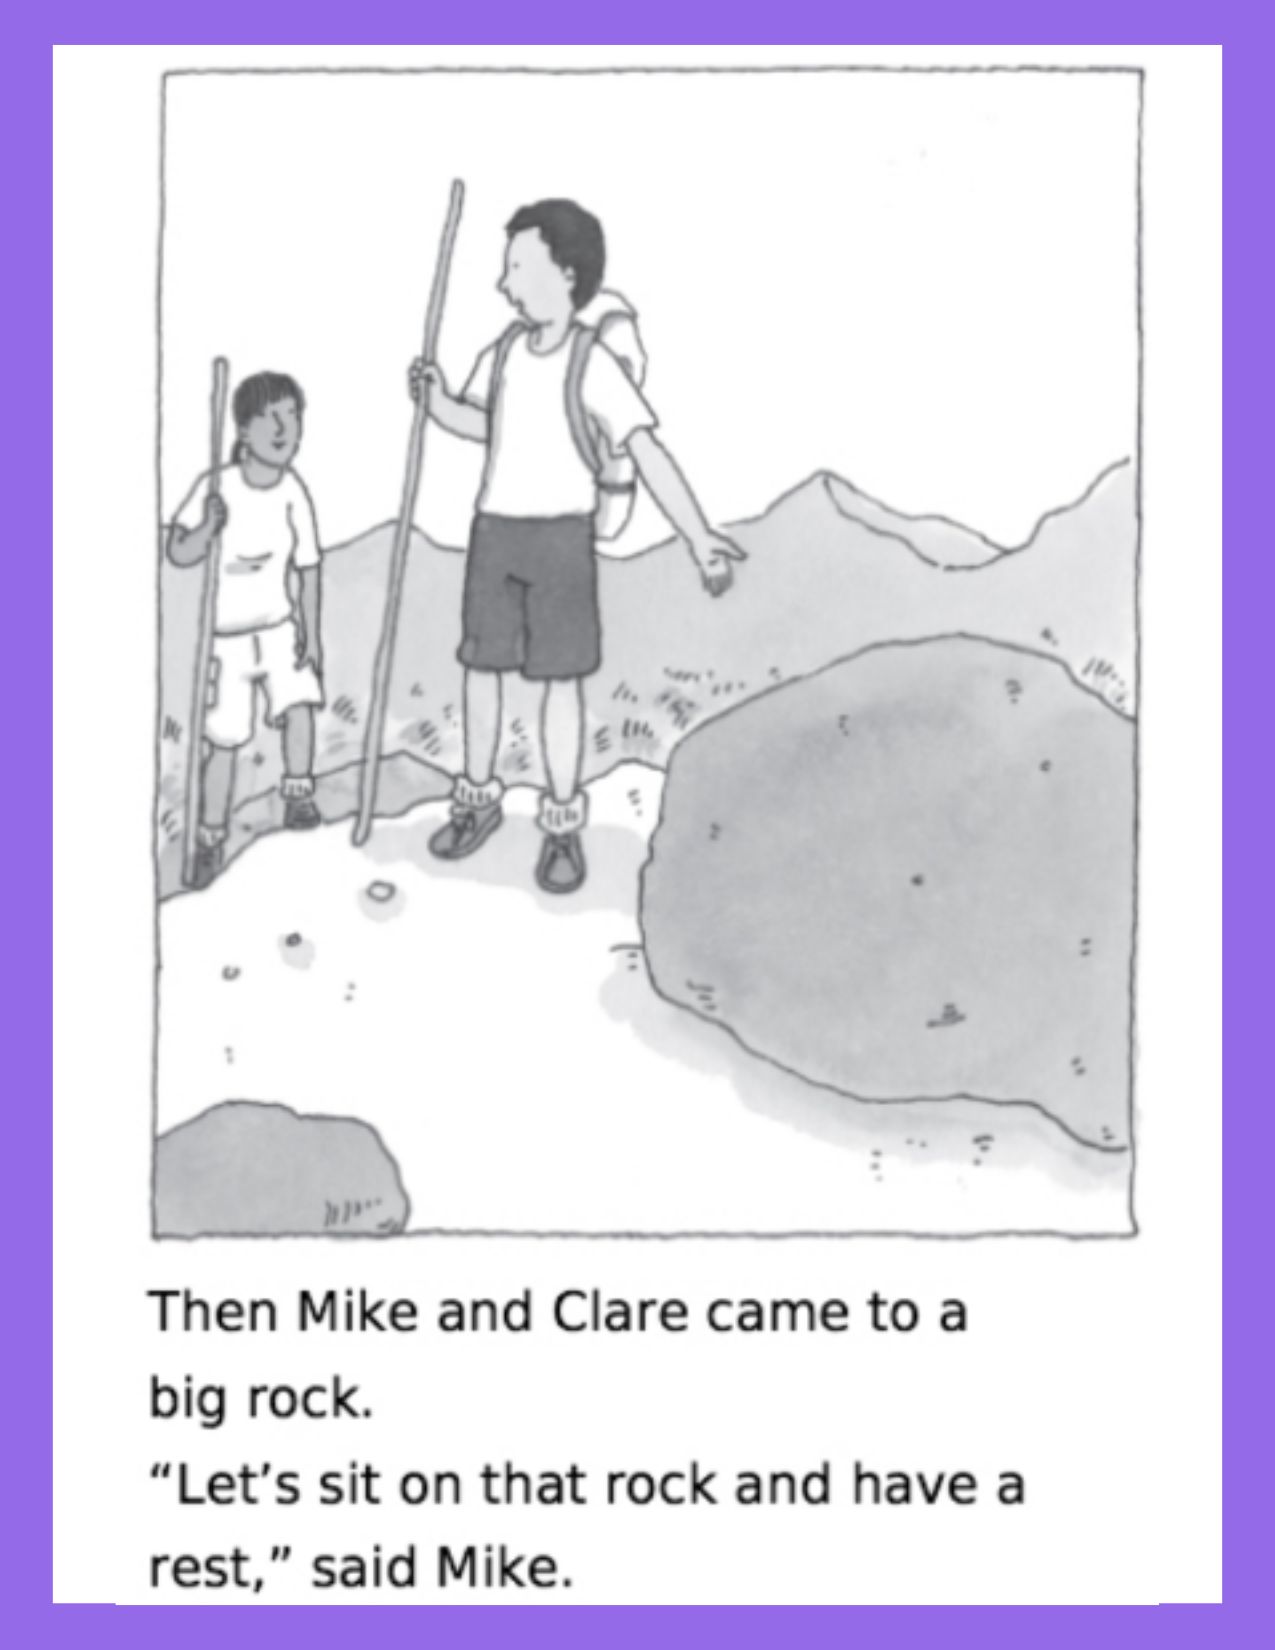 Then Mike and Clare came to a
big rock.
“Let’s sit on that rock and have a
rest,” said Mike.